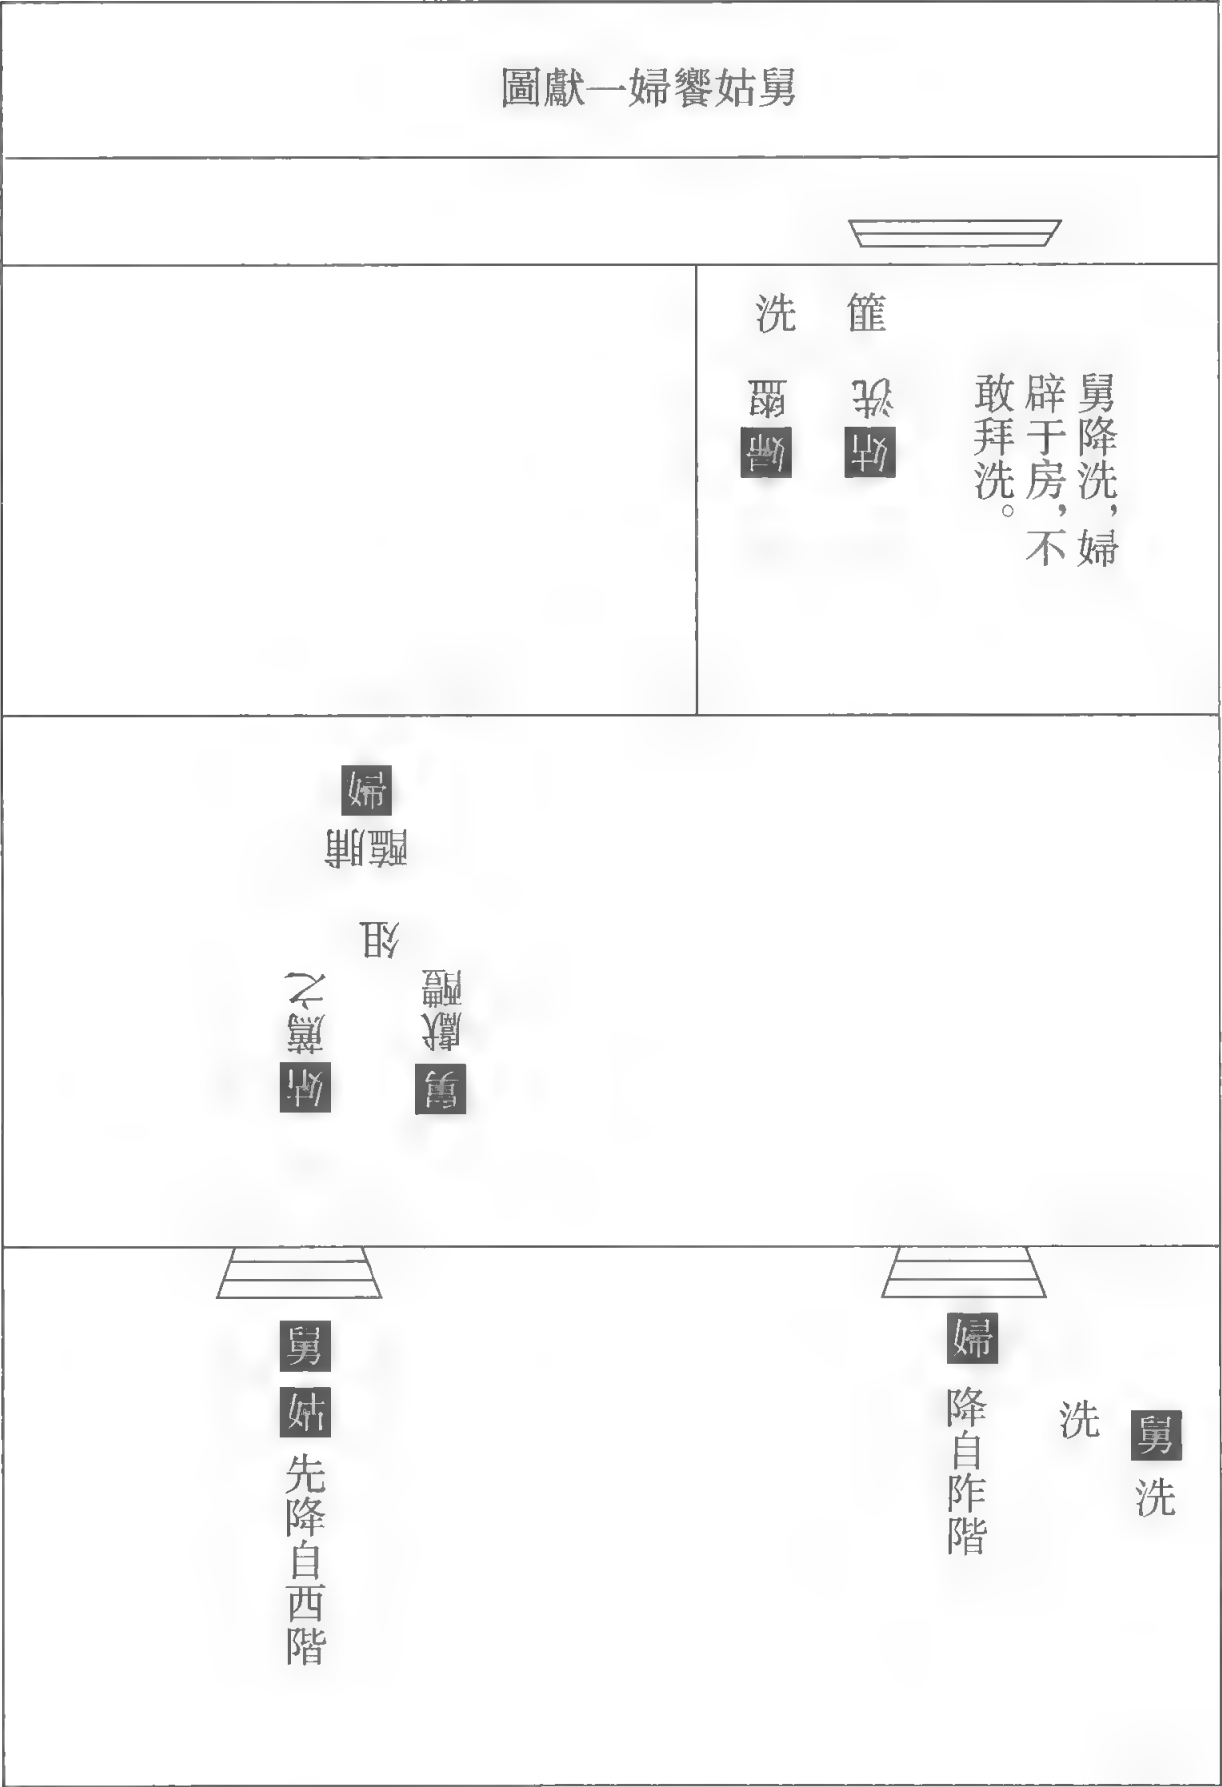 舅姑饗婦一獻圖
舅降洗，婦
辟于房，不
敢拜洗。
篚
洗
姑洗
婦盥
婦
脯醢
俎
舅獻醴
姑薦之
舅洗
洗
婦降自阼階
舅姑先降自西階